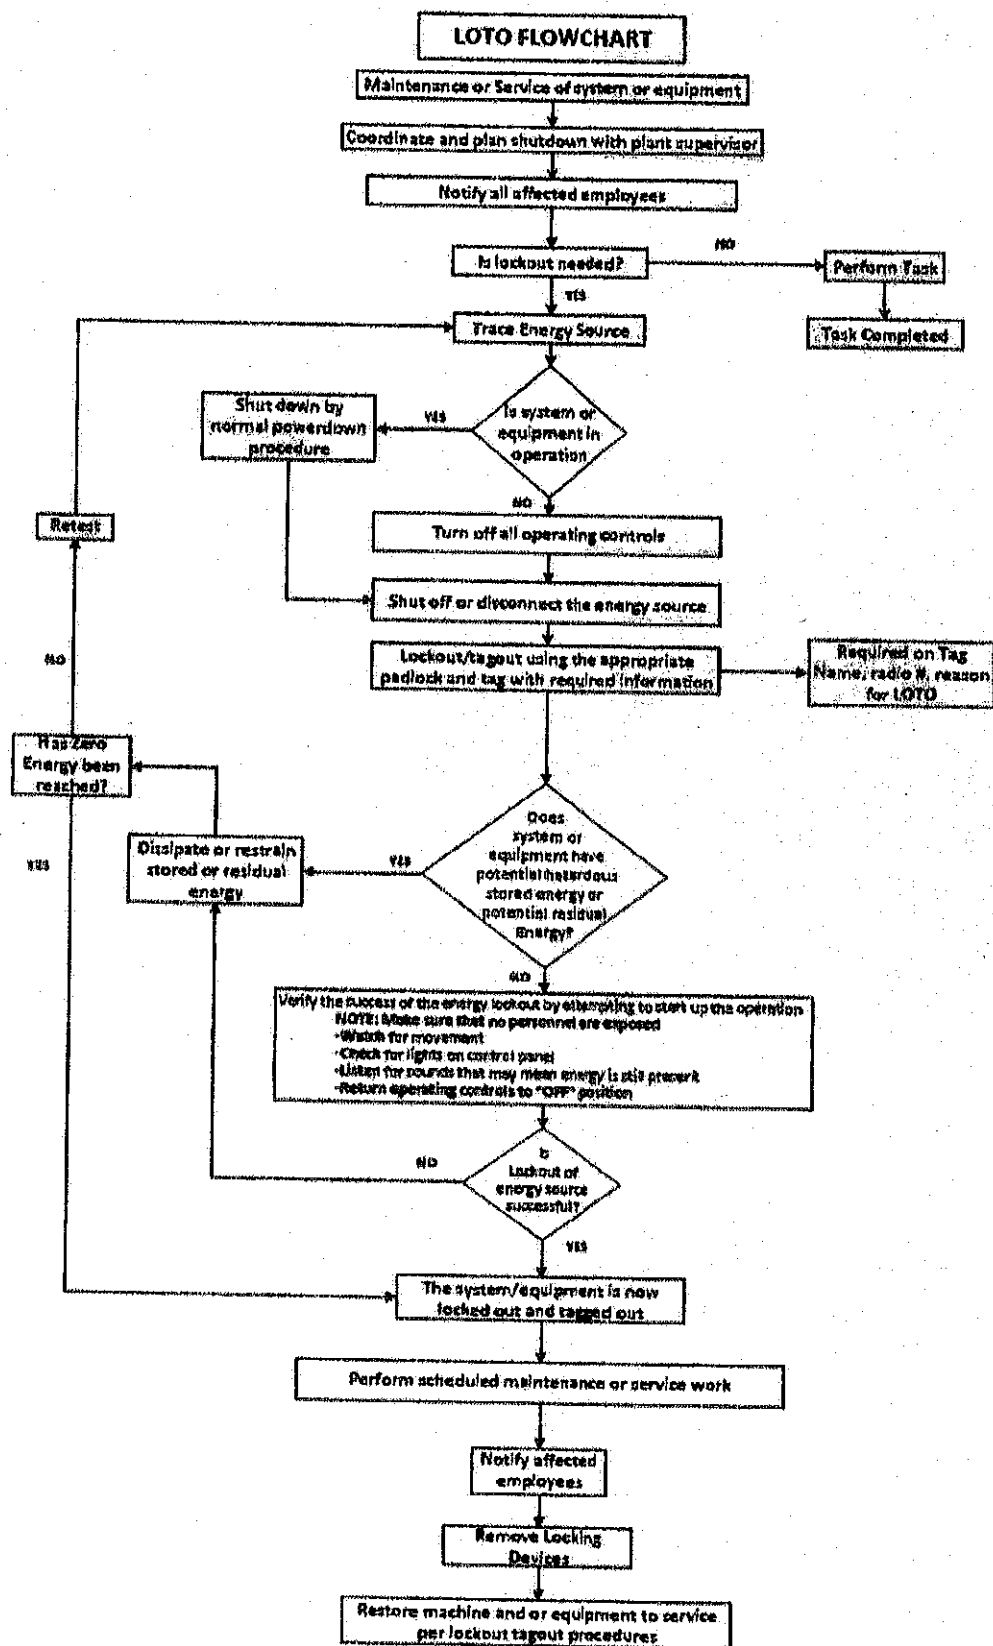 LOTO FLOWCHART
Maintenance or Service of system or equipment
Coordinate and plan shutdown with plant supervisor
Notify all affected employees
Is lockout needed?
NO
Perform Task
YES
Task Completed
Trace Energy Source
Shut down by
normal powerdown
procedure
YES
Is system or
equipment in
operation
NO
Retest
Turn off all operating controls
Shut off or disconnect the energy source
Lockout/tagout using the appropriate
padlock and tag with required information
Required on Tag
Name, radio #, reason
for LOTO
NO
Has Zero
Energy been
reached?
YES
Dissipate or restrain
stored or residual
energy
YES
Does
system or
equipment have
potential hazardous
stored energy or
potential residual
Energy?
NO
Verify the success of the energy lockout by attempting to start up the operation
NOTE: Make sure that no personnel are exposed
-Watch for movement
-Check for lights on control panel
-Listen for sounds that may mean energy is still present
-Return operating controls to "OFF" position
NO
Is
Lockout of
energy source
successful?
YES
The system/equipment is now
locked out and tagged out
Perform scheduled maintenance or service work
Notify affected
employees
Remove Locking
Devices
Restore machine and or equipment to service
per lockout tagout procedures